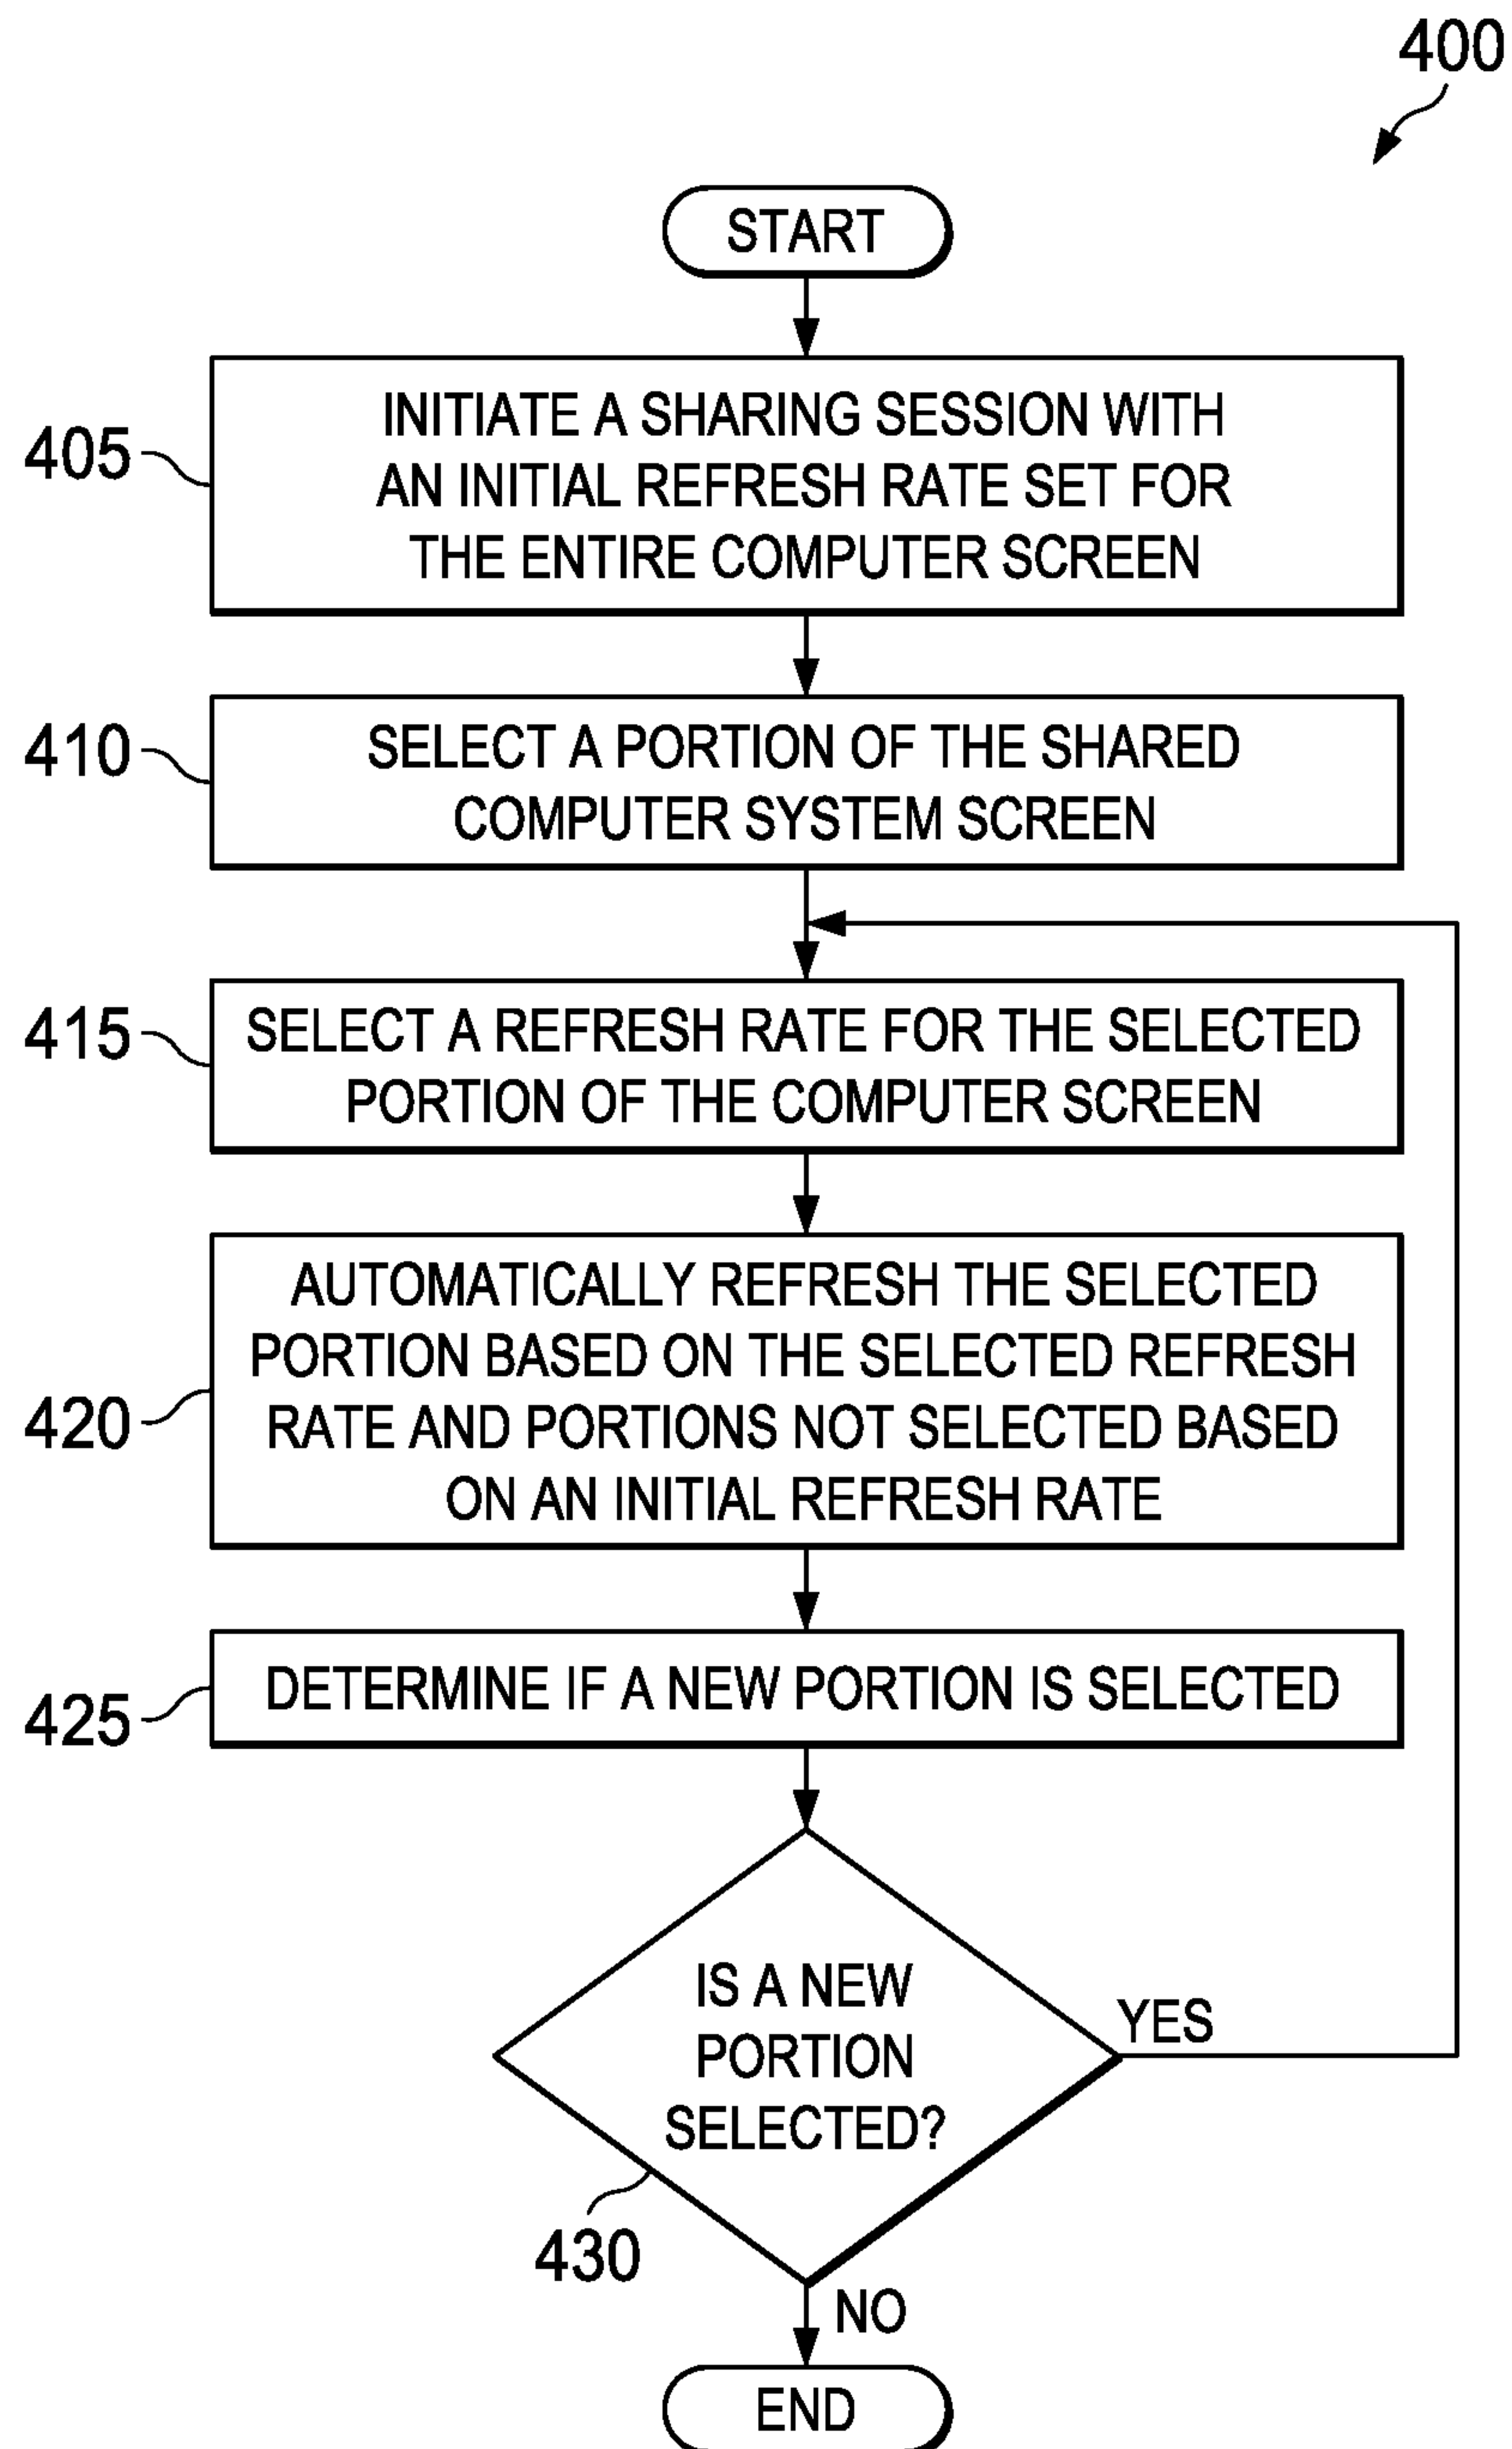 400
START
405
INITIATE A SHARING SESSION WITH
AN INITIAL REFRESH RATE SET FOR
THE ENTIRE COMPUTER SCREEN
410
SELECT A PORTION OF THE SHARED
COMPUTER SYSTEM SCREEN
415
SELECT A REFRESH RATE FOR THE SELECTED
PORTION OF THE COMPUTER SCREEN
420
AUTOMATICALLY REFRESH THE SELECTED
PORTION BASED ON THE SELECTED REFRESH
RATE AND PORTIONS NOT SELECTED BASED
ON AN INITIAL REFRESH RATE
425
DETERMINE IF A NEW PORTION IS SELECTED
IS A NEW
PORTION
SELECTED?
YES
430
NO
END